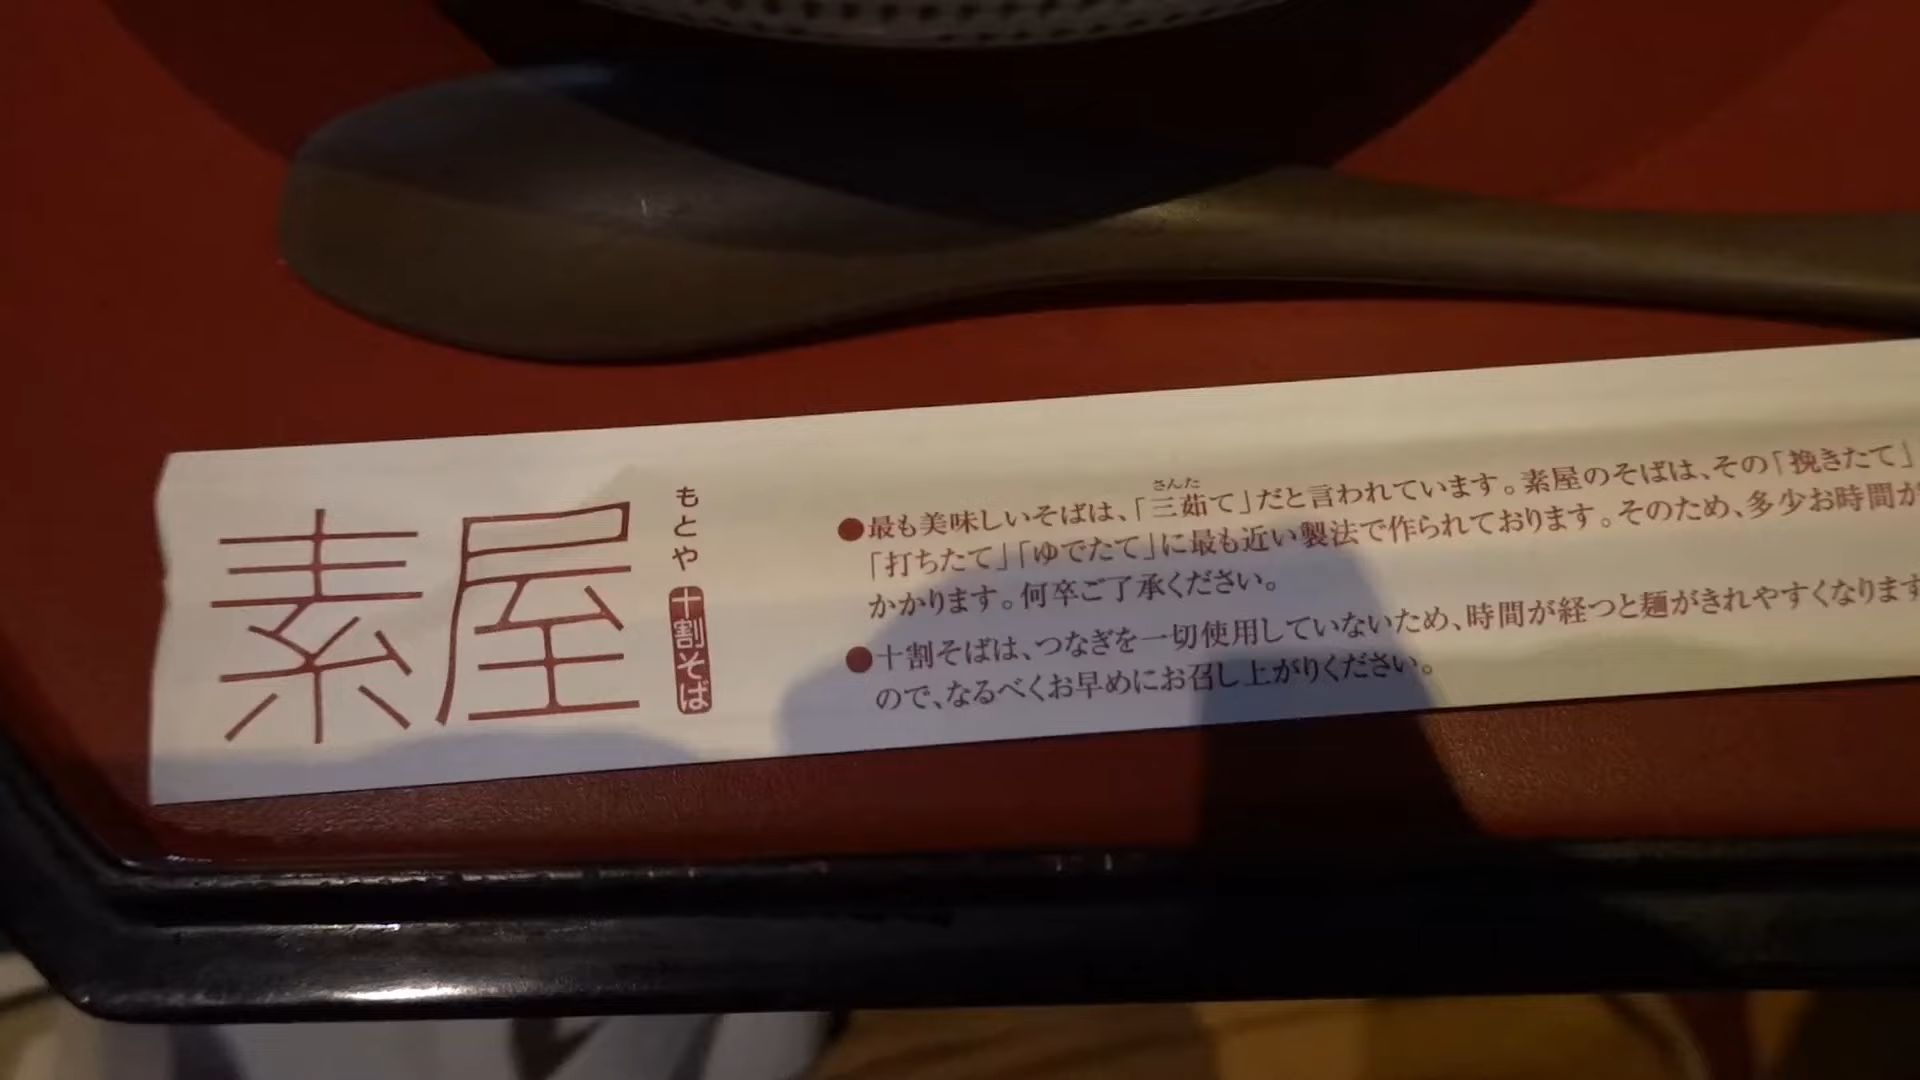 素屋
もとや
十割そば
さんた
●最も美味しいそばは、「三茹て」だと言われています。素屋のそばは、その「挽きたて」
「打ちたて」「ゆでたて」に最も近い製法で作られております。そのため、多少お時間が
かかります。何卒ご了承ください。
●十割そばは、つなぎを一切使用していないため、時間が経つと麺がきれやすくなります
ので、なるべくお早めにお召し上がりください。